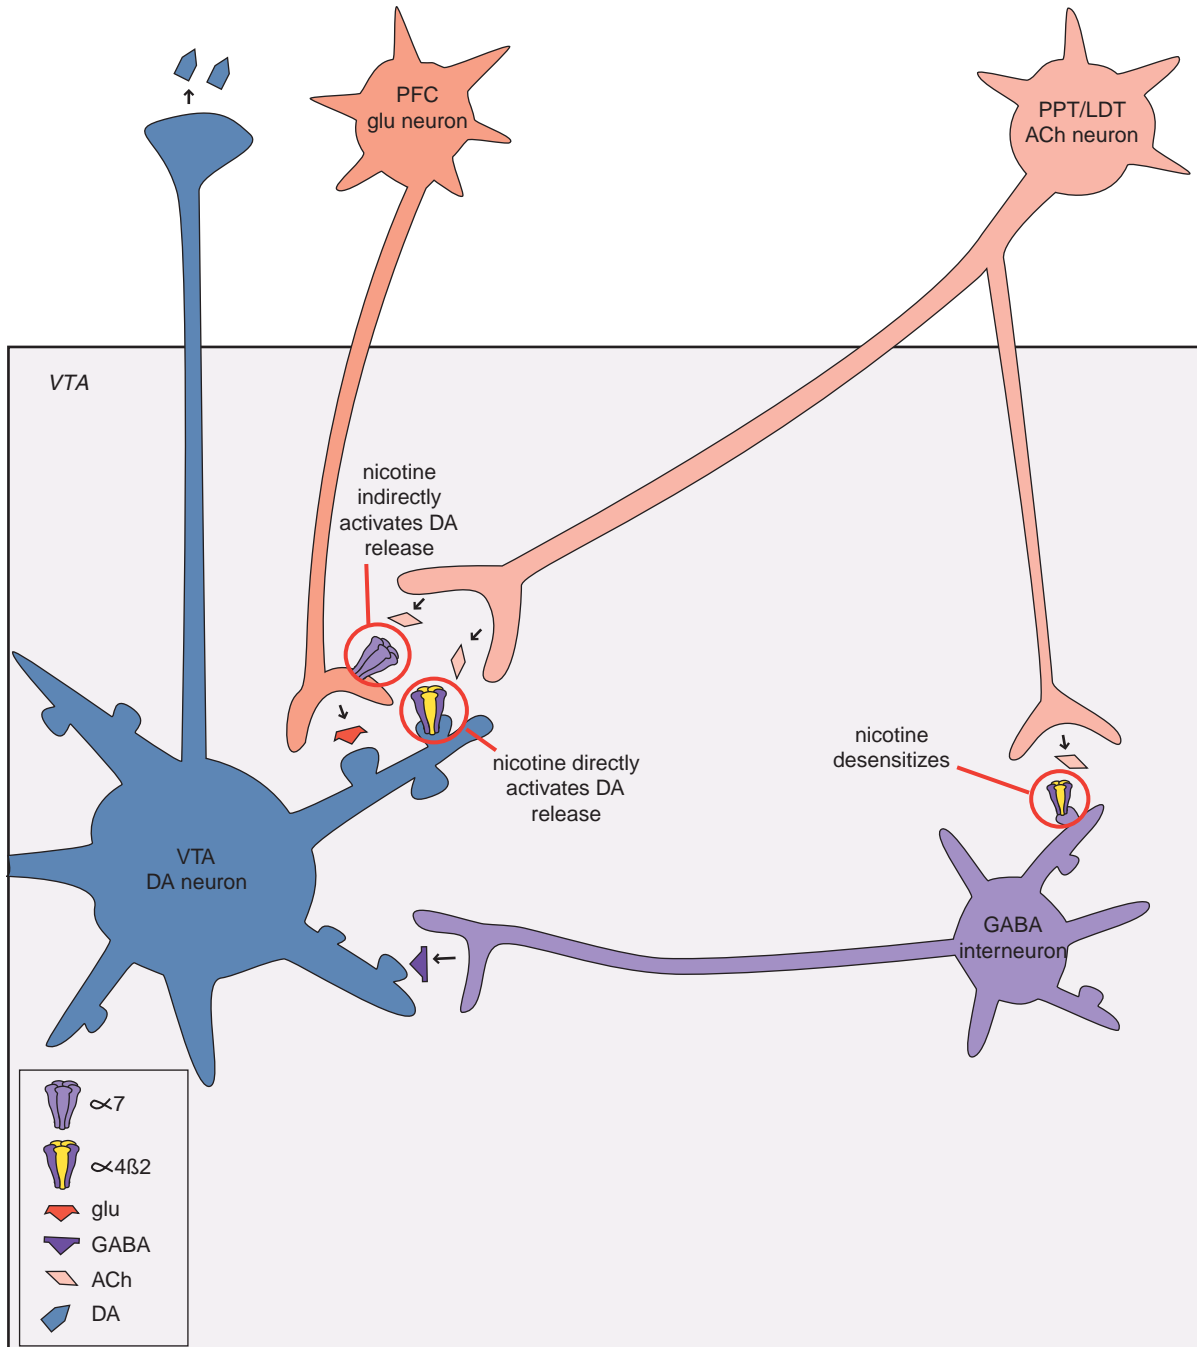 PFC
glu neuron
PPT/LDT
ACh neuron
VTA
nicotine
indirectly
activates DA
release
nicotine directly
activates DA
release
nicotine
desensitizes
VTA
DA neuron
GABA
interneuron
∝7
∝4ß2
glu
GABA
ACh
DA